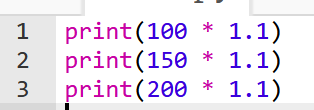 1 print(100 * 1.1)
2 print(150 * 1.1)
3 print(200 * 1.1)